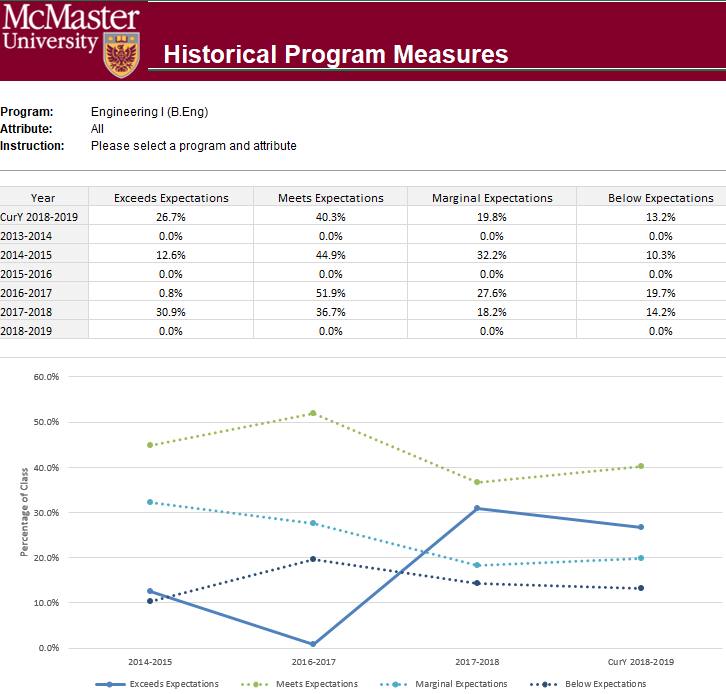 McMaster
University
Historical Program Measures
Program: Engineering I (B.Eng)
Attribute: All
Instruction: Please select a program and attribute
Year Exceeds Expectations Meets Expectations Marginal Expectations Below Expectations
CurY 2018-2019 26.7% 40.3% 19.8% 13.2%
2013-2014 0.0% 0.0% 0.0% 0.0%
2014-2015 12.6% 44.9% 32.2% 10.3%
2015-2016 0.0% 0.0% 0.0% 0.0%
2016-2017 0.8% 51.9% 27.6% 19.7%
2017-2018 30.9% 36.7% 18.2% 14.2%
2018-2019 0.0% 0.0% 0.0% 0.0%
60.0%
50.0%
40.0%
30.0%
20.0%
10.0%
0.0%
Percentage of Class
2014-2015 2016-2017 2017-2018 CurY 2018-2019
Exceeds Expectations Meets Expectations Marginal Expectations Below Expectations